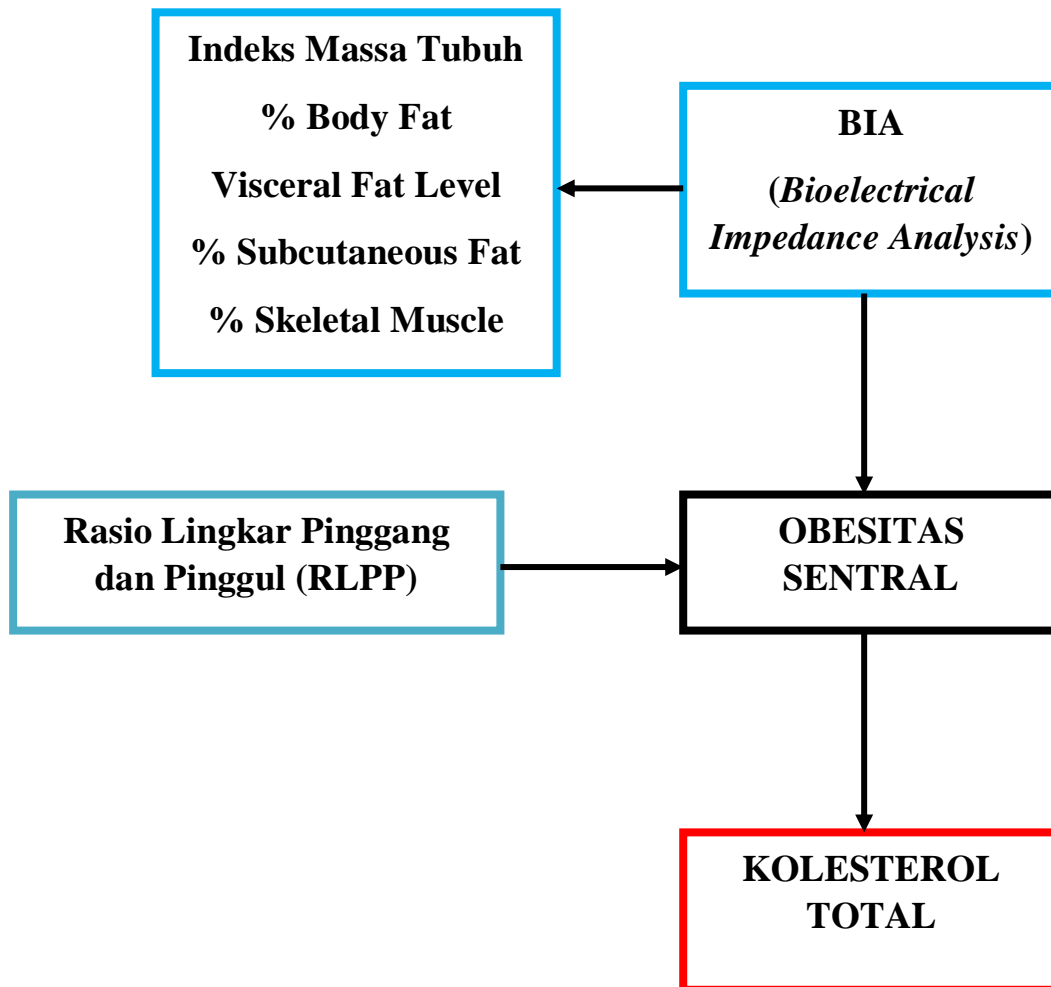 Indeks Massa Tubuh
% Body Fat
Visceral Fat Level
% Subcutaneous Fat
% Skeletal Muscle
BIA
(Bioelectrical
Impedance Analysis)
Rasio Lingkar Pinggang
dan Pinggul (RLPP)
OBESITAS
SENTRAL
KOLESTEROL
TOTAL